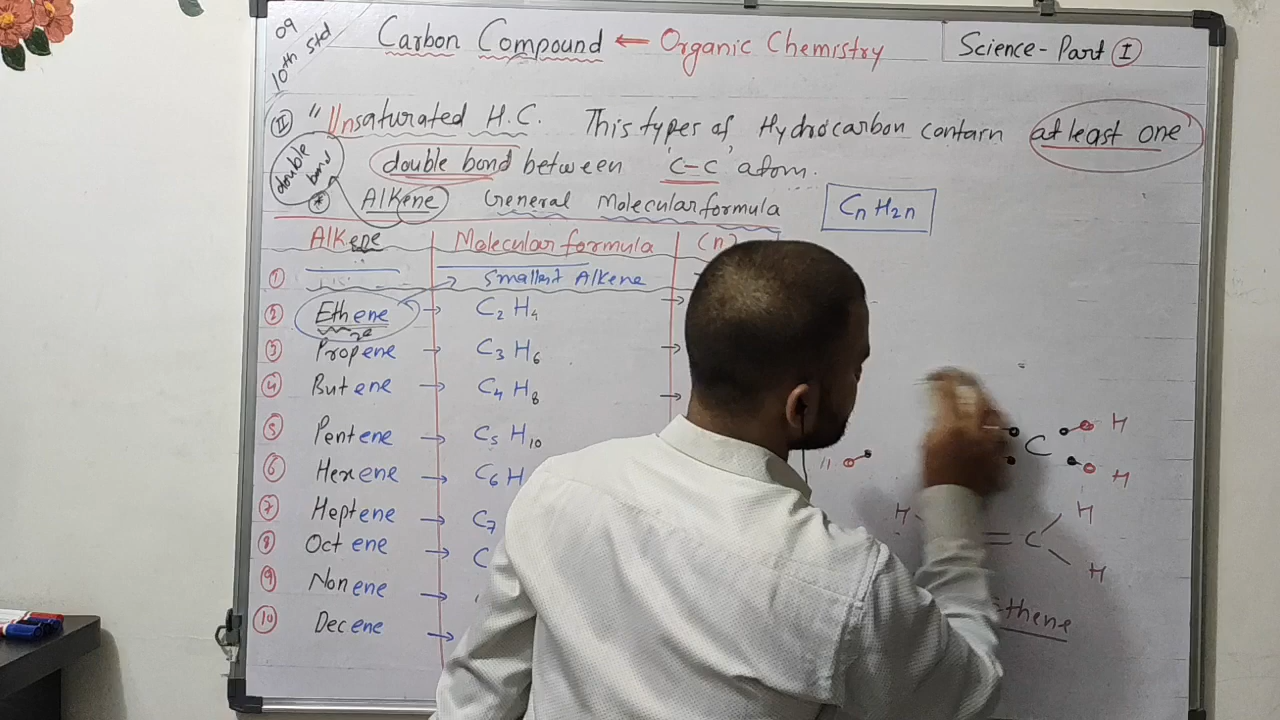 09
10th std
Carbon Compound ← Organic Chemistry
Science - Part I
II " Unsaturated H.C. This types of Hydrocarbon contain 'at least one'
double bond between 'C-C' atom.
double bond
* Alkene General Molecular formula CnH2n
Alkene Molecular formula (n)
1 Smallest Alkene
2 Ethene → C2H4 →
3 Propene → C3H6 →
4 Butene → C4H8 →
5 Pentene → C5H10
6 Hexene → C6H
7 Heptene → C7
8 Octene → C
9 Nonene →
10 Decene →
C H
H
H = C H
H
Ethene